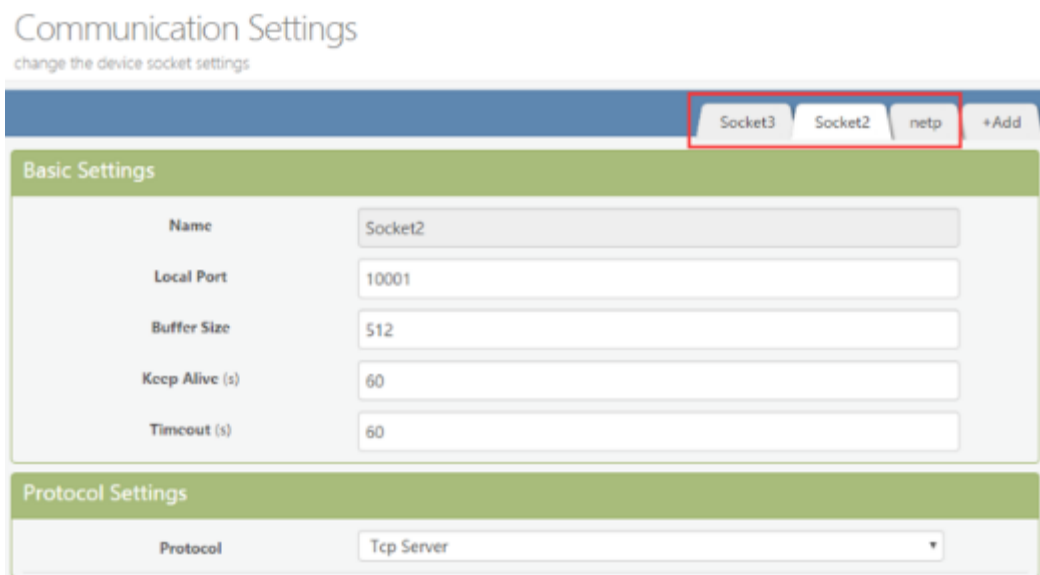 Communication Settings
change the device socket settings
Socket3 Socket2 netp +Add
Basic Settings
Name Socket2
Local Port 10001
Buffer Size 512
Keep Alive (s) 60
Timeout (s) 60
Protocol Settings
Protocol Tcp Server